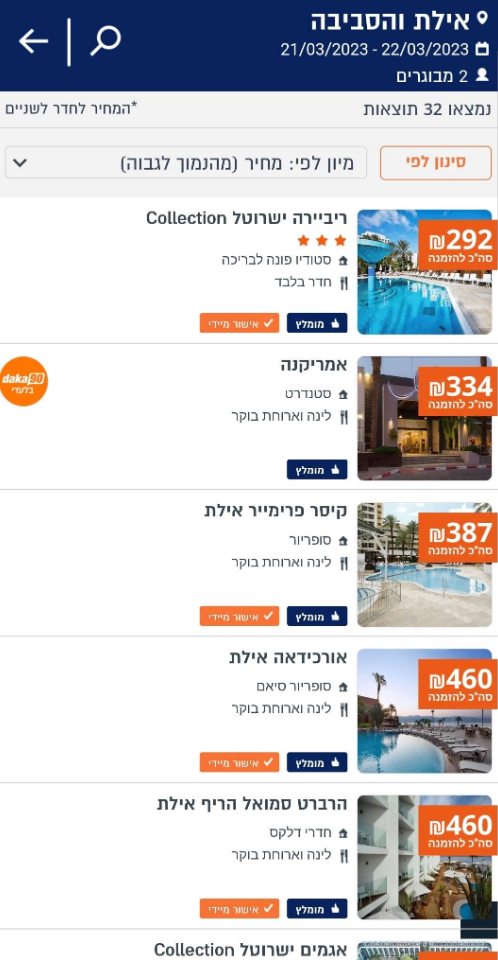 אילת והסביבה
21/03/2023 - 22/03/2023
2 מבוגרים
נמצאו 32 תוצאות
*המחיר לחדר לשניים
סינון לפי
מיון לפי: מחיר (מהנמוך לגבוה)
ריביירה ישרוטל Collection
סטודיו פונה לבריכה
חדר בלבד
מומלץ
אישור מיידי
₪292
סה"כ להזמנה
אמריקנה
סטנדרט
לינה וארוחת בוקר
מומלץ
₪334
סה"כ להזמנה
daka90
בלעדי
קיסר פרימייר אילת
סופריור
לינה וארוחת בוקר
מומלץ
אישור מיידי
₪387
סה"כ להזמנה
אורכידאה אילת
סופריור סיאם
לינה וארוחת בוקר
מומלץ
אישור מיידי
₪460
סה"כ להזמנה
הרברט סמואל הריף אילת
חדרי דלקס
לינה וארוחת בוקר
מומלץ
אישור מיידי
₪460
סה"כ להזמנה
אגמים ישרוטל Collection